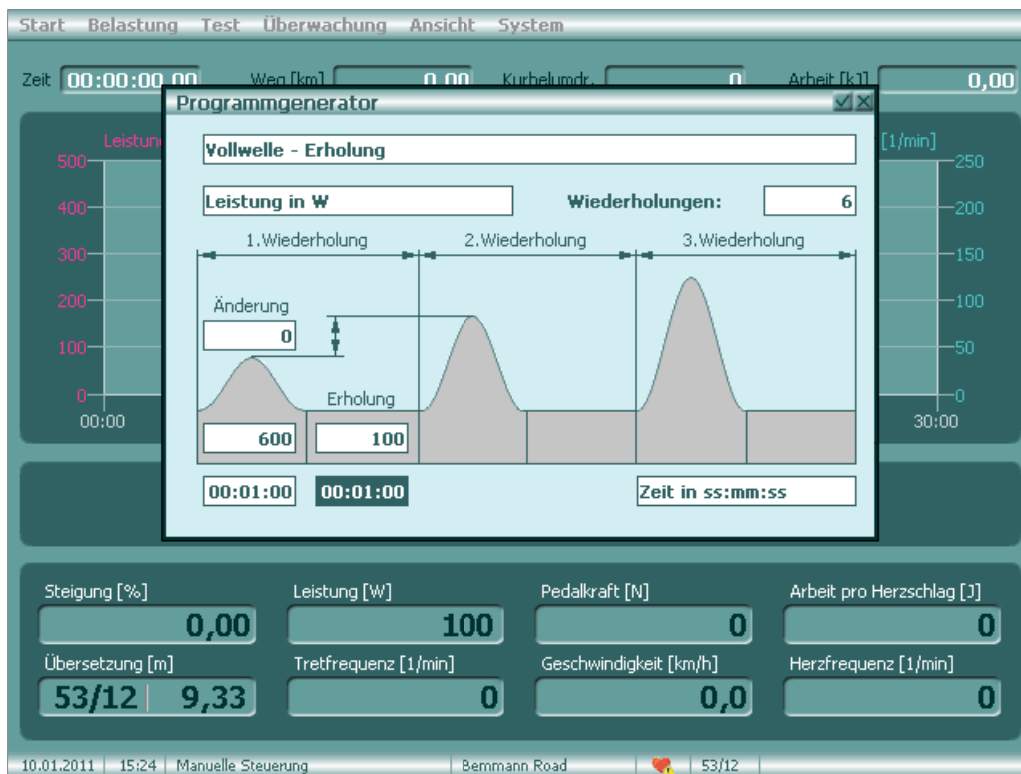 Start Belastung Test Überwachung Ansicht System
Zeit 00:00:00,00 Weg [km] 0,00 Kurbelumdr. 0 Arbeit [kJ] 0,00
Programmgenerator
Leistun [1/min]
Vollwelle - Erholung
500 250
Leistung in W Wiederholungen: 6
400 200
1.Wiederholung 2.Wiederholung 3.Wiederholung
300 150
200 100
Änderung
0
100 50
Erholung
0 0
00:00 30:00
600 100
00:01:00 00:01:00 Zeit in ss:mm:ss
Steigung [%] Leistung [W] Pedalkraft [N] Arbeit pro Herzschlag [J]
0,00 100 0 0
Übersetzung [m] Tretfrequenz [1/min] Geschwindigkeit [km/h] Herzfrequenz [1/min]
53/12 9,33 0 0,0 0
10.01.2011 15:24 Manuelle Steuerung Bemmann Road 53/12